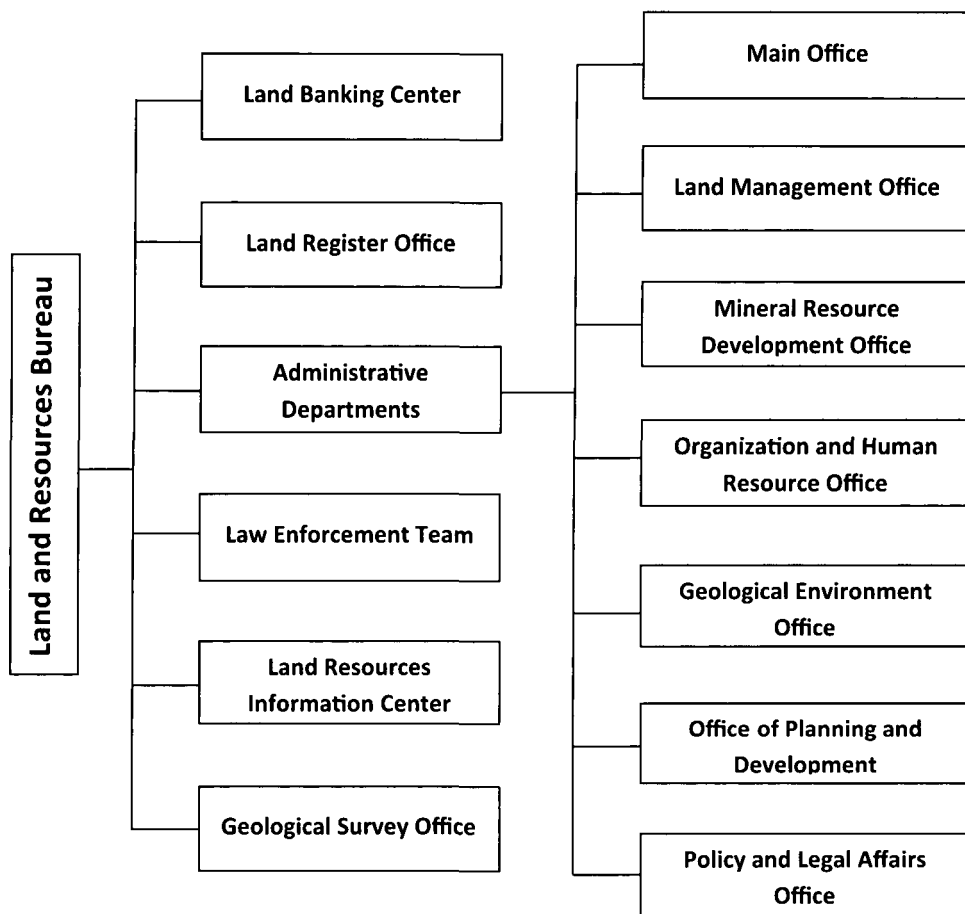 Land and Resources Bureau
Land Banking Center
Land Register Office
Administrative
Departments
Law Enforcement Team
Land Resources
Information Center
Geological Survey Office
Main Office
Land Management Office
Mineral Resource
Development Office
Organization and Human
Resource Office
Geological Environment
Office
Office of Planning and
Development
Policy and Legal Affairs
Office